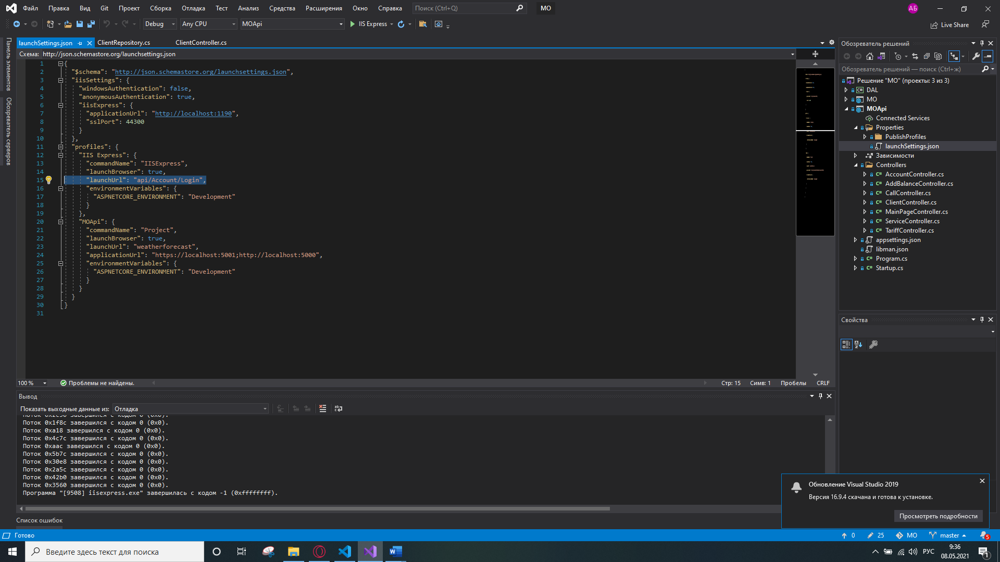 Файл Правка Вид Git Проект Сборка Отладка Тест Анализ Средства Расширения Окно Справка Поиск (Ctrl+Q) MO АБ
Debug Any CPU MOApi IIS Express Live Share
Панель элементов
Обозреватель серверов
launchSettings.json ClientRepository.cs ClientController.cs
Схема: http://json.schemastore.org/launchsettings.json
1 {
2 "$schema": "http://json.schemastore.org/launchsettings.json",
3 "iisSettings": {
4 "windowsAuthentication": false,
5 "anonymousAuthentication": true,
6 "iisExpress": {
7 "applicationUrl": "http://localhost:1190",
8 "sslPort": 44300
9 }
10 },
11 "profiles": {
12 "IIS Express": {
13 "commandName": "IISExpress",
14 "launchBrowser": true,
15 "launchUrl": "api/Account/Login",
16 "environmentVariables": {
17 "ASPNETCORE_ENVIRONMENT": "Development"
18 }
19 },
20 "MOApi": {
21 "commandName": "Project",
22 "launchBrowser": true,
23 "launchUrl": "weatherforecast",
24 "applicationUrl": "https://localhost:5001;http://localhost:5000",
25 "environmentVariables": {
26 "ASPNETCORE_ENVIRONMENT": "Development"
27 }
28 }
29 }
30 }
31
100 % Проблемы не найдены. Стр: 15 Симв: 1 Пробелы CRLF
Обозреватель решений
Обозреватель решений — поиск (Ctrl+ж)
Решение "MO" (проекты: 3 из 3)
DAL
MO
MOApi
Connected Services
Properties
PublishProfiles
launchSettings.json
Зависимости
Controllers
C# AccountController.cs
C# AddBalanceController.cs
C# CallController.cs
C# ClientController.cs
C# MainPageController.cs
C# ServiceController.cs
C# TariffController.cs
appsettings.json
libman.json
C# Program.cs
C# Startup.cs
Свойства
Вывод
Показать выходные данные из: Отладка
Поток 0x1f8c завершился с кодом 0 (0x0).
Поток 0xa18 завершился с кодом 0 (0x0).
Поток 0x4c7c завершился с кодом 0 (0x0).
Поток 0xaac завершился с кодом 0 (0x0).
Поток 0x5b7c завершился с кодом 0 (0x0).
Поток 0x30e8 завершился с кодом 0 (0x0).
Поток 0x2a5c завершился с кодом 0 (0x0).
Поток 0x42b0 завершился с кодом 0 (0x0).
Поток 0x3560 завершился с кодом 0 (0x0).
Программа "[9508] iisexpress.exe" завершилась с кодом -1 (0xffffffff).
Обновление Visual Studio 2019
Версия 16.9.4 скачана и готова к установке.
Просмотреть подробности
Список ошибок
Готово 0 25 MO master 5
Введите здесь текст для поиска РУС 9:36
08.05.2021 1